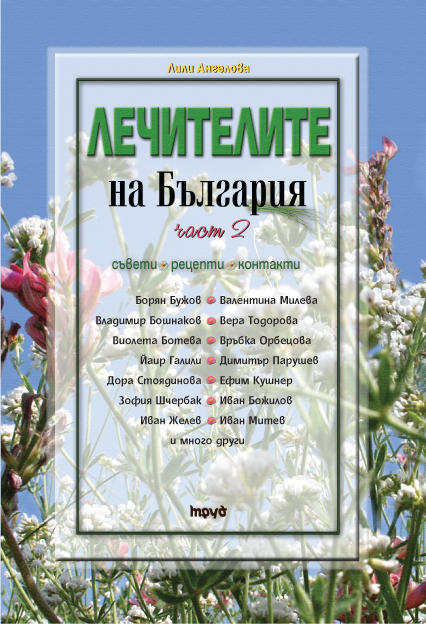 Лили Ангелова
ЛЕЧИТЕЛИТЕ
на България
част 2
съвети • рецепти • контакти
Борян Бужов • Валентина Милева
Владимир Бошнаков • Вера Тодорова
Виолета Ботева • Връбка Орбецова
Йаир Галили • Димитър Парушев
Дора Стоядинова • Ефим Кушнер
Зофия Шчербак • Иван Божилов
Иван Желев • Иван Митев
и много други
труд